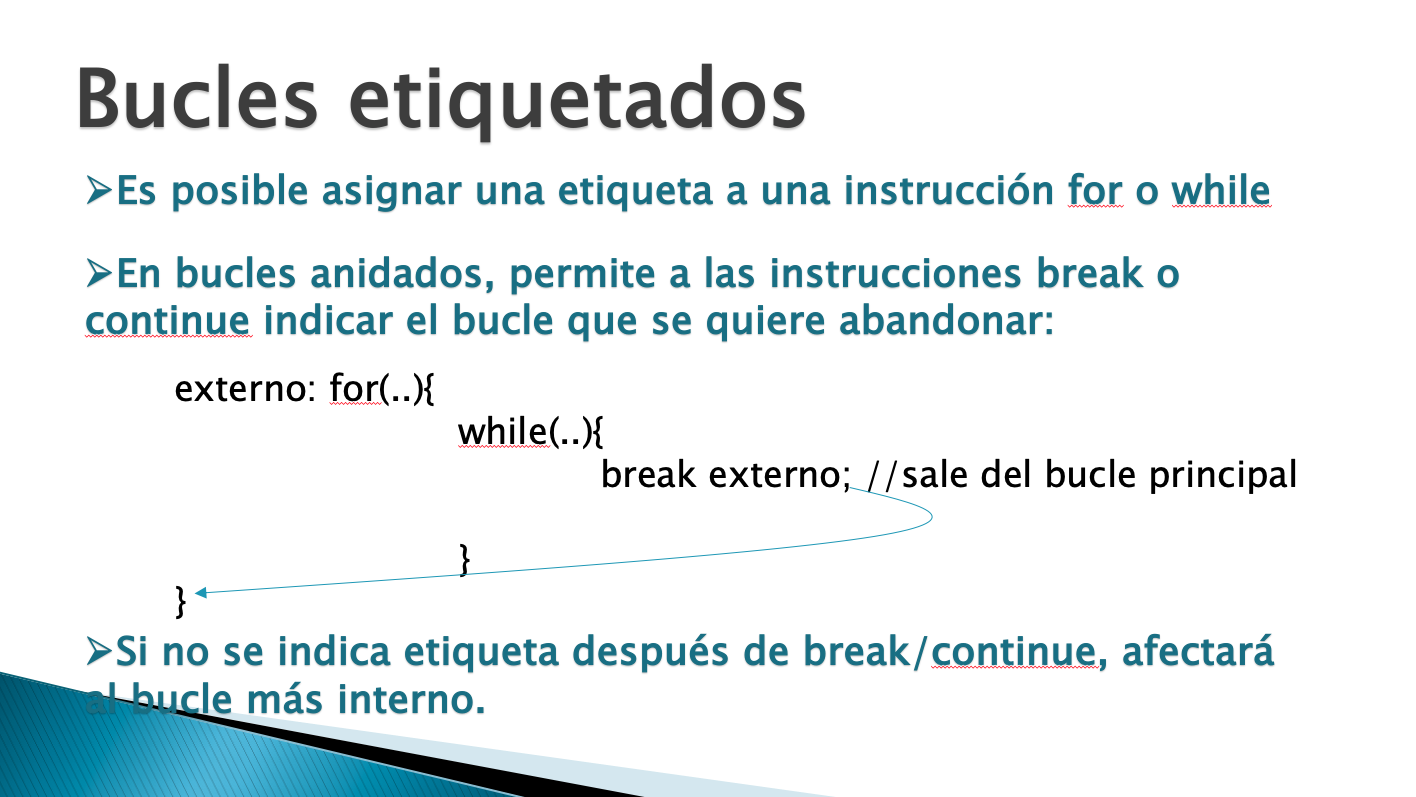 Bucles etiquetados
➢Es posible asignar una etiqueta a una instrucción for o while
➢En bucles anidados, permite a las instrucciones break o
continue indicar el bucle que se quiere abandonar:
externo: for(..){
while(..){
break externo; //sale del bucle principal
}
}
➢Si no se indica etiqueta después de break/continue, afectará
al bucle más interno.